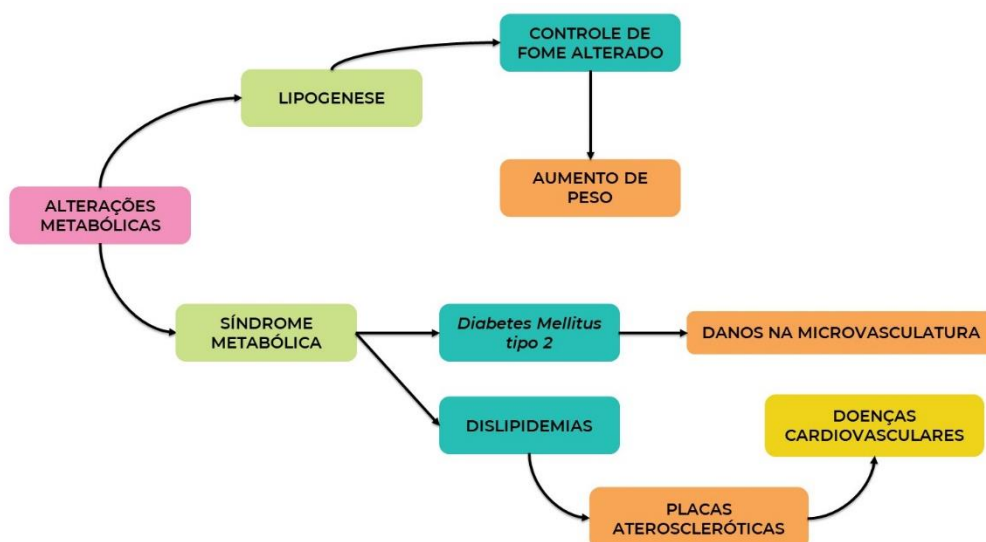 CONTROLE DE
FOME ALTERADO
LIPOGENESE
AUMENTO DE
PESO
ALTERAÇÕES
METABÓLICAS
SÍNDROME
METABÓLICA
Diabetes Mellitus
tipo 2
DANOS NA MICROVASCULATURA
DISLIPIDEMIAS
DOENÇAS
CARDIOVASCULARES
PLACAS
ATEROSCLERÓTICAS